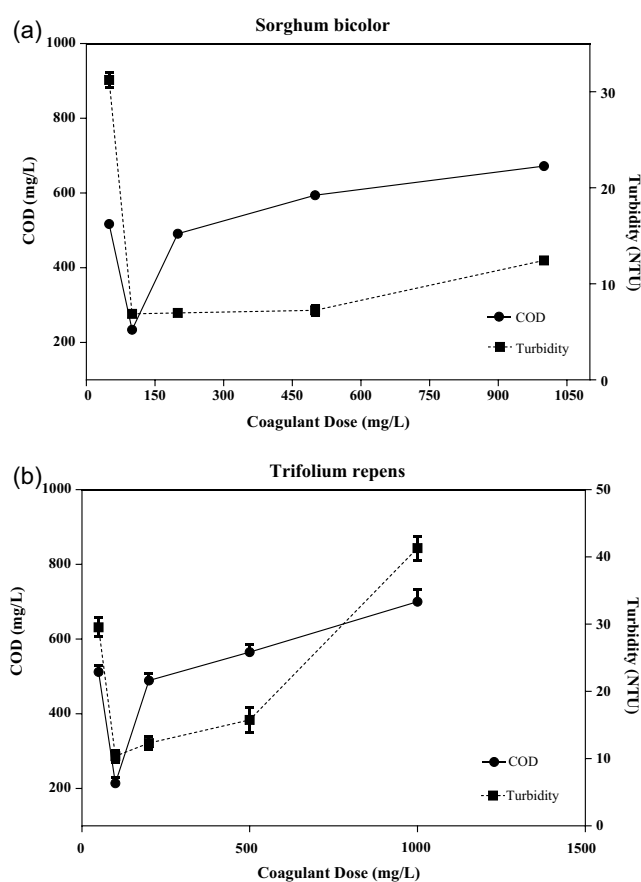 (a)
Sorghum bicolor
1000
800
600
400
200
COD (mg/L)
30
20
10
0
Turbidity (NTU)
COD
Turbidity
0 150 300 450 600 750 900 1050
Coagulant Dose (mg/L)
(b)
Trifolium repens
1000
800
600
400
200
COD (mg/L)
50
40
30
20
10
0
Turbidity (NTU)
COD
Turbidity
0 500 1000 1500
Coagulant Dose (mg/L)